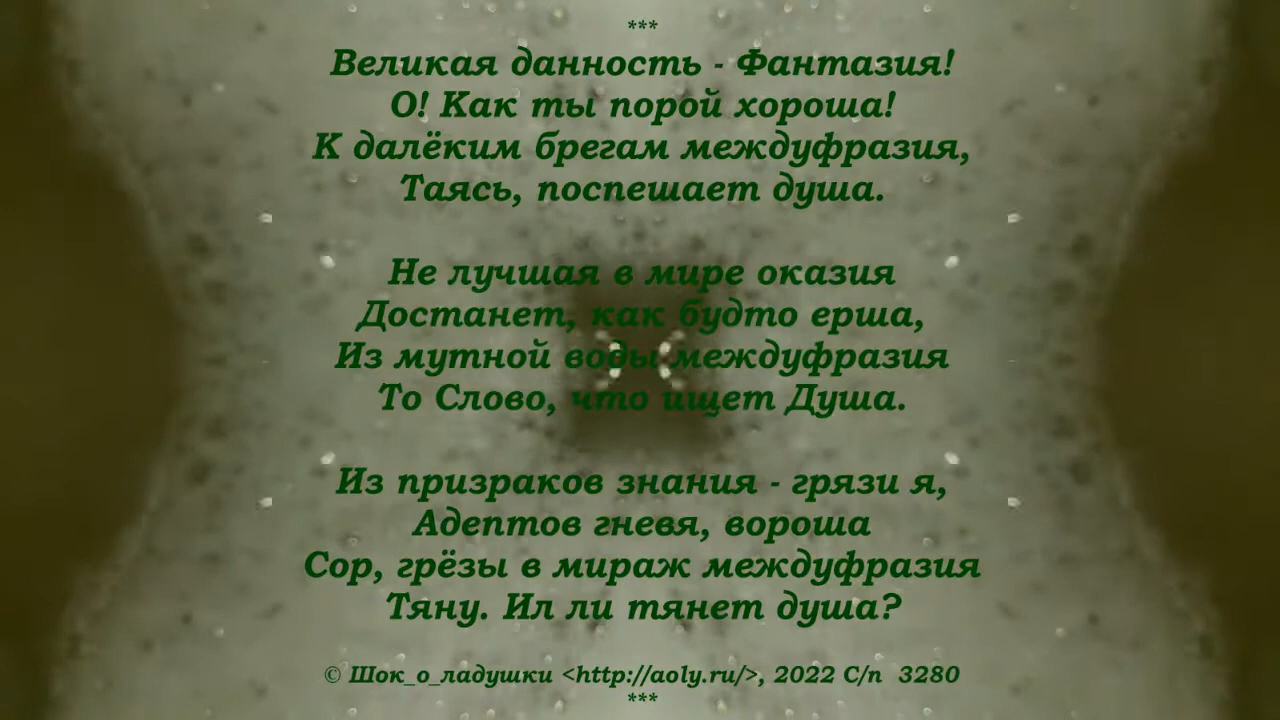 ***
Великая данность - Фантазия!
О! Как ты порой хороша!
К далёким брегам междуфразия,
Таясь, поспешает душа.
Не лучшая в мире оказия
Достанет, как будто ерша,
Из мутной воды междуфразия
То Слово, что ищет Душа.
Из призраков знания - грязи я,
Адептов гневя, вороша
Сор, грёзы в мираж междуфразия
Тяну. Ил ли тянет душа?
© Шок_о_ладушки <http://aoly.ru/>, 2022 С/п 3280
***